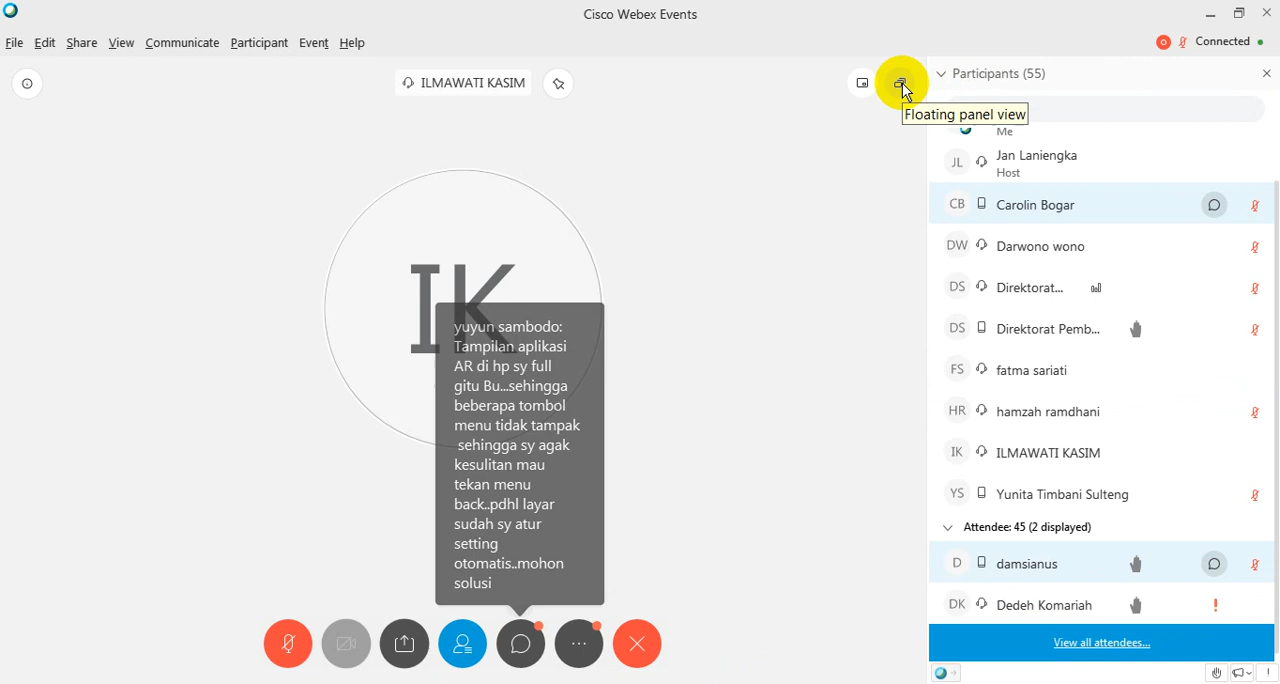 Cisco Webex Events
File Edit Share View Communicate Participant Event Help
Connected
ILMAWATI KASIM
Floating panel view
IK
yuyun sambodo:
Tampilan aplikasi
AR di hp sy full
gitu Bu...sehingga
beberapa tombol
menu tidak tampak
sehingga sy agak
kesulitan mau
tekan menu
back..pdhl layar
sudah sy atur
setting
otomatis..mohon
solusi
Participants (55)
Me
JL Jan Laniengka
Host
CB Carolin Bogar
DW Darwono wono
DS Direktorat...
DS Direktorat Pemb...
FS fatma sariati
HR hamzah ramdhani
IK ILMAWATI KASIM
YS Yunita Timbani Sulteng
Attendee: 45 (2 displayed)
D damsianus
DK Dedeh Komariah
View all attendees...